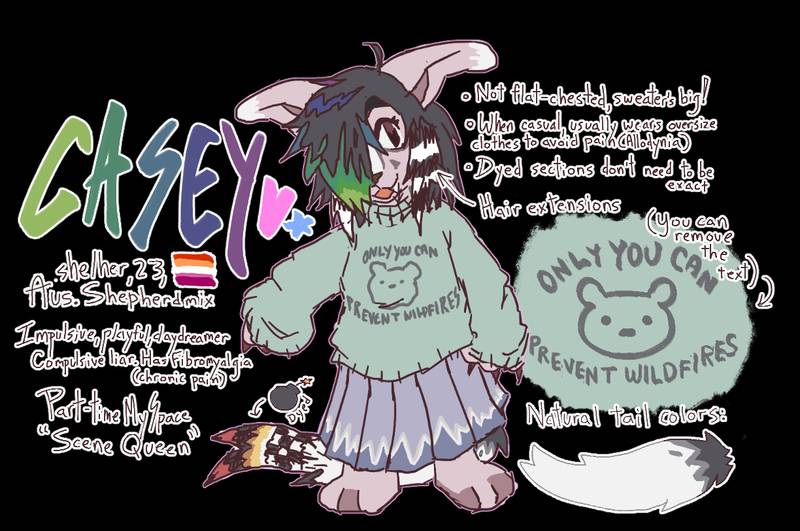 CASEY
she/her, 23,
Aus. Shepherd mix
Impulsive, playful, daydreamer
Compulsive liar. Has Fibromyalgia
(chronic pain)
Part-time MySpace
"Scene Queen"
ONLY YOU CAN
PREVENT WILDFIRES
• Not flat-chested, sweater's big!
• When casual, usually wears oversize
clothes to avoid pain (Allodynia)
• Dyed sections don't need to be
exact
Hair extensions
(you can
remove
the
text)
ONLY YOU CAN
PREVENT WILDFIRES
Natural tail colors: